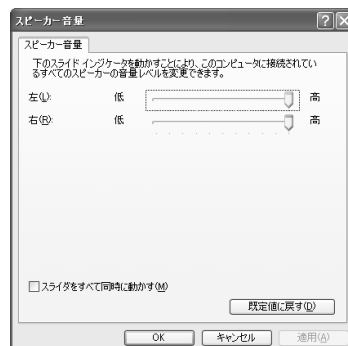 スピーカー音量
スピーカー音量
下のスライド インジケータを動かすことにより、このコンピュータに接続されてい
るすべてのスピーカーの音量レベルを変更できます。
左(L): 低 高
右(R): 低 高
スライダをすべて同時に動かす(M)
既定値に戻す(D)
OK キャンセル 適用(A)